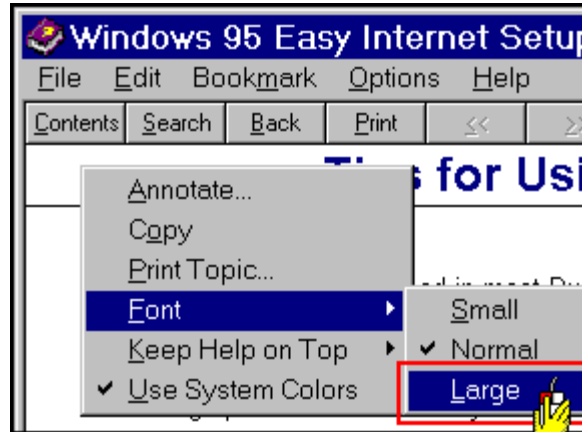 Windows 95 Easy Internet Setup
File Edit Bookmark Options Help
Contents Search Back Print << >>
for Usi
Annotate...
Copy
Print Topic...
Font
Keep Help on Top
Use System Colors
Small
Normal
Large